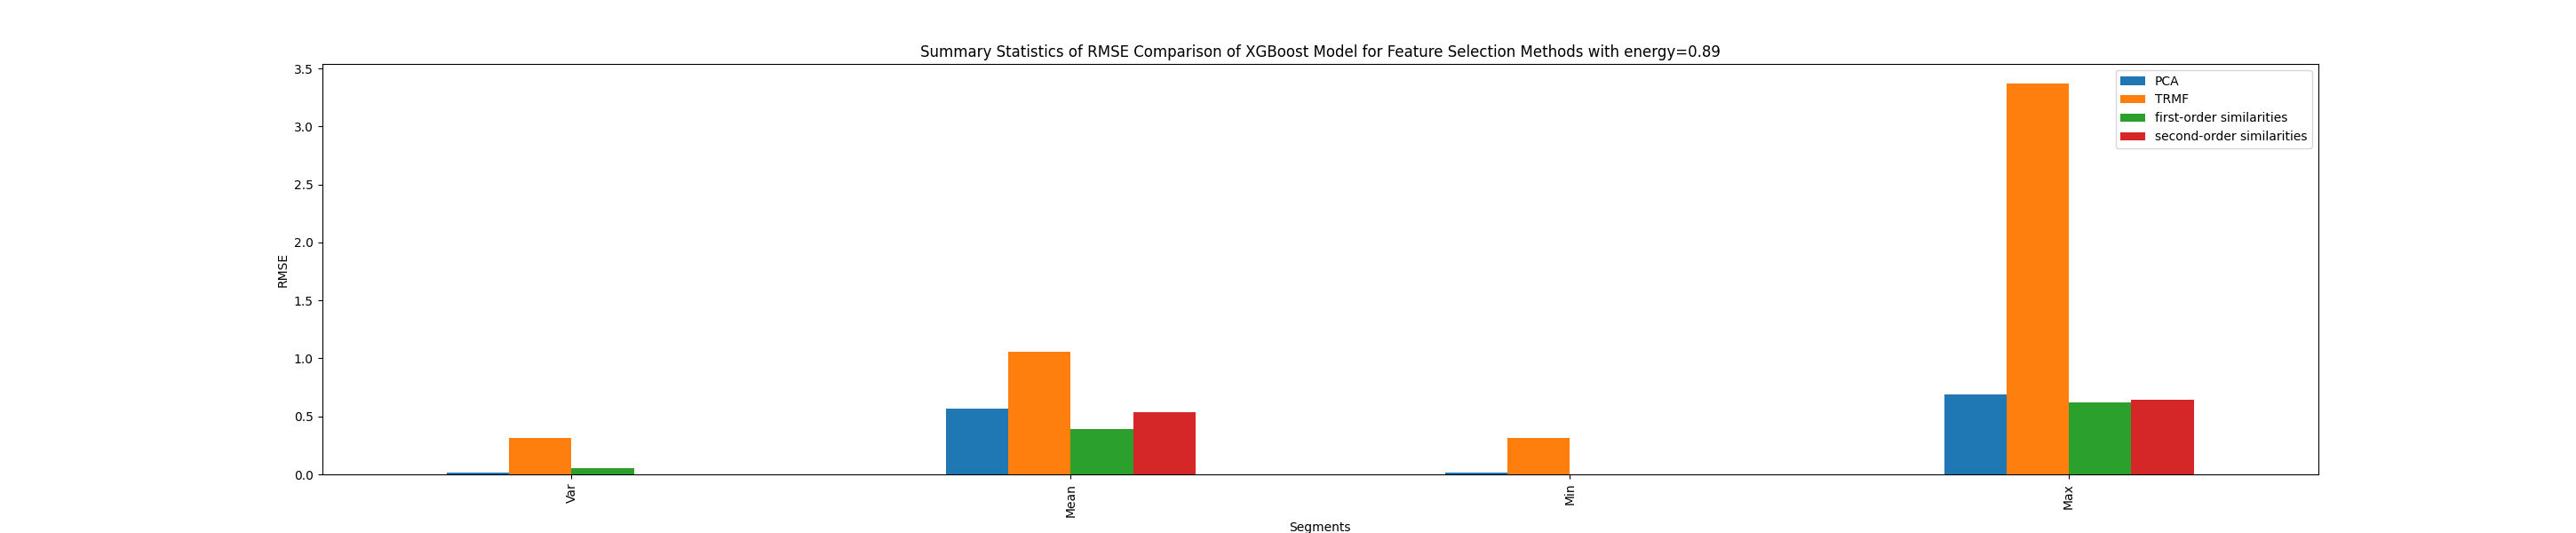 Summary Statistics of RMSE Comparison of XGBoost Model for Feature Selection Methods with energy=0.89
3.5
3.0
2.5
2.0
1.5
1.0
0.5
0.0
RMSE
PCA
TRMF
first-order similarities
second-order similarities
Var
Mean
Min
Max
Segments